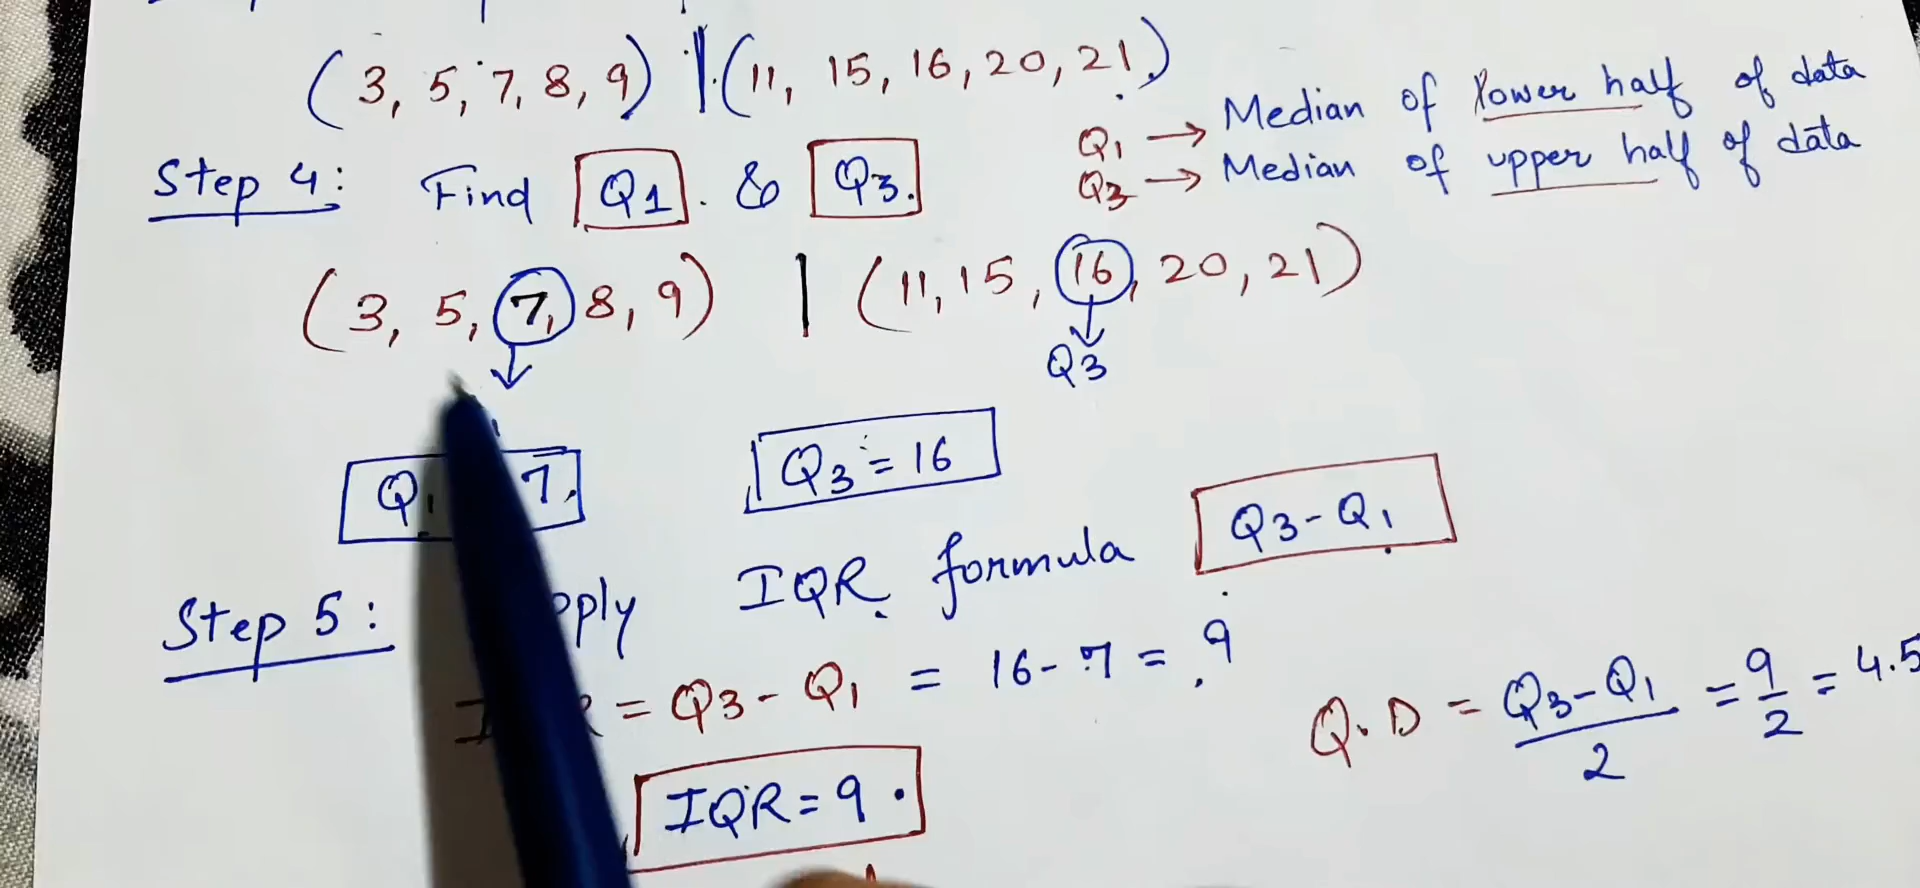 (3, 5, 7, 8, 9) | (11, 15, 16, 20, 21)
Q1 → Median of lower half of data
Step 4: Find Q1. & Q3.
Q3 → Median of upper half of data
(3, 5, 7, 8, 9) | (11, 15, 16, 20, 21)
Q3
7. Q3 = 16
Step 5: IQR formula Q3 - Q1
= Q3 - Q1 = 16 - 7 = 9
Q.D = Q3 - Q1 / 2 = 9/2 = 4.5
IQR = 9.